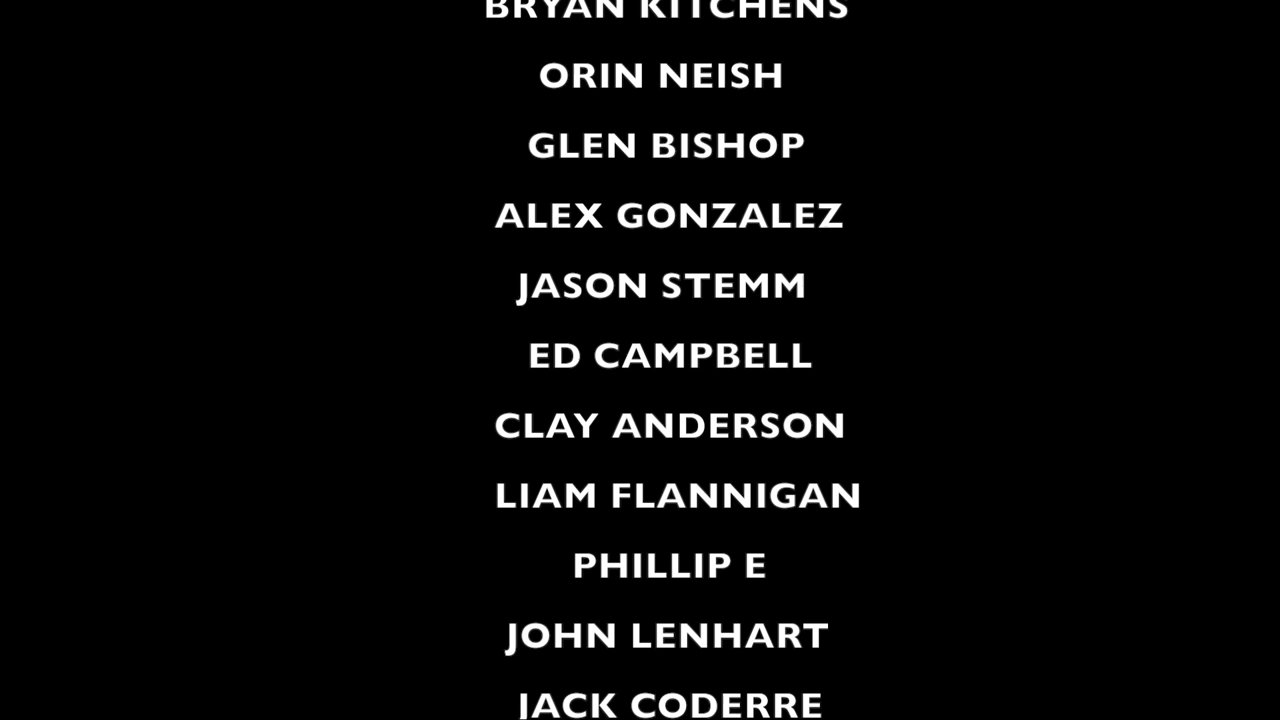 BRYAN KITCHENS
ORIN NEISH
GLEN BISHOP
ALEX GONZALEZ
JASON STEMM
ED CAMPBELL
CLAY ANDERSON
LIAM FLANNIGAN
PHILLIP E
JOHN LENHART
JACK CODERRE